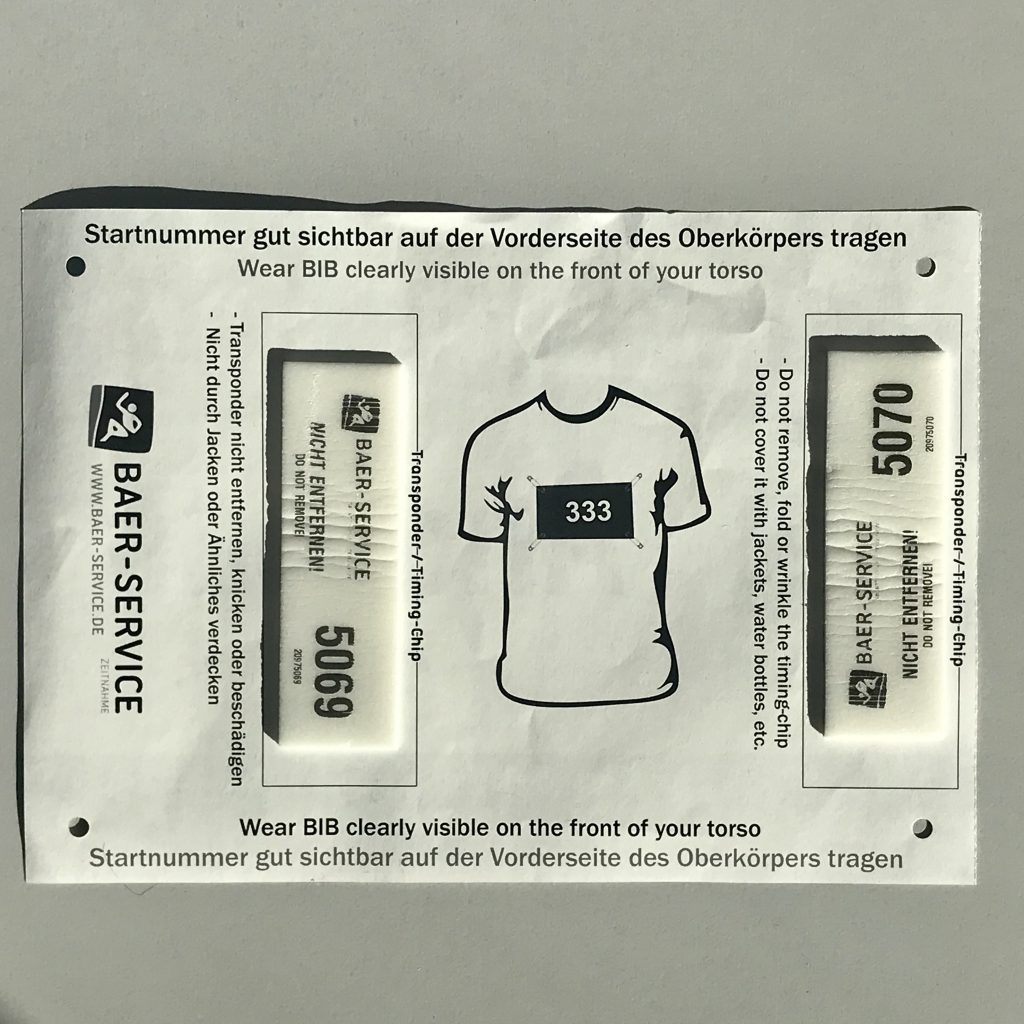 Startnummer gut sichtbar auf der Vorderseite des Oberkörpers tragen
Wear BIB clearly visible on the front of your torso
BAER-SERVICE
WWW.BAER-SERVICE.DE
ZEITNAHME
- Transponder nicht entfernen, knicken oder beschädigen
- Nicht durch Jacken oder Ähnliches verdecken
Transponder-/-Timing-Chip
BAER-SERVICE
NICHT ENTFERNEN!
DO NOT REMOVE!
5069
20975069
333
- Do not remove, fold or wrinkle the timing-chip
- Do not cover it with jackets, water bottles, etc.
Transponder-/-Timing-Chip
5070
20975070
BAER-SERVICE
NICHT ENTFERNEN!
DO NOT REMOVE!
Wear BIB clearly visible on the front of your torso
Startnummer gut sichtbar auf der Vorderseite des Oberkörpers tragen